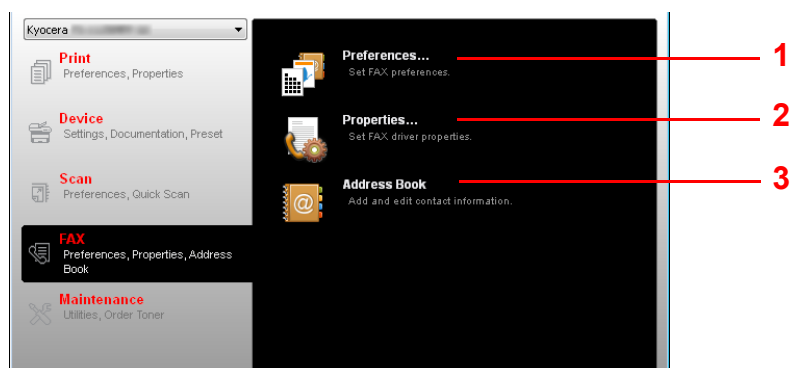 Kyocera
Print
Preferences, Properties
Device
Settings, Documentation, Preset
Scan
Preferences, Quick Scan
FAX
Preferences, Properties, Address
Book
Maintenance
Utilities, Order Toner
Preferences...
Set FAX preferences.
1
Properties...
Set FAX driver properties.
2
Address Book
Add and edit contact information.
3